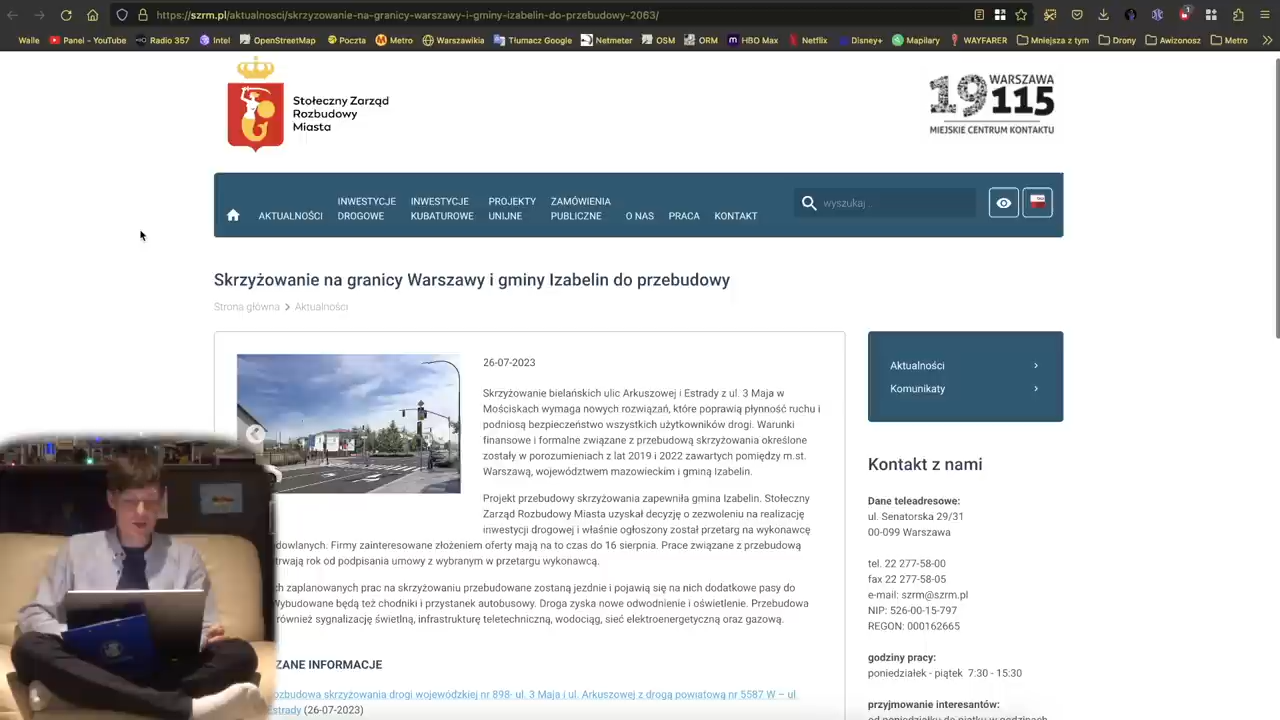 https://szrm.pl/aktualnosci/skrzyzowanie-na-granicy-warszawy-i-gminy-izabelin-do-przebudowy-2063/
1
Walle Panel - YouTube Radio 357 Intel OpenStreetMap Poczta Metro Kubawarszawika Tłumacz Google Netmeter SZM ORM HBO Max Netflix Disney+ Mapilary WAYFARER Mniejsza z tym Drony Awizonosz Metro
Stołeczny Zarząd
Rozbudowy
Miasta
19115 WARSZAWA
MIEJSKIE CENTRUM KONTAKTU
AKTUALNOŚCI
INWESTYCJE
DROGOWE
INWESTYCJE
KUBATUROWE
PROJEKTY
UNIJNE
ZAMÓWIENIA
PUBLICZNE
O NAS
PRACA
KONTAKT
wyszukaj ..
Skrzyżowanie na granicy Warszawy i gminy Izabelin do przebudowy
Strona główna > Aktualności
26-07-2023
Skrzyżowanie bielańskich ulic Arkuszowej i Estrady z ul. 3 Maja w
Mościskach wymaga nowych rozwiązań, które poprawią płynność ruchu i
podniosą bezpieczeństwo wszystkich użytkowników drogi. Warunki
finansowe i formalne związane z przebudową skrzyżowania określone
zostały w porozumieniach z lat 2019 i 2022 zawartych pomiędzy m.st.
Warszawą, województwem mazowieckim i gminą Izabelin.
Projekt przebudowy skrzyżowania zapewniła gmina Izabelin. Stołeczny
Zarząd Rozbudowy Miasta uzyskał decyzję o zezwoleniu na realizację
inwestycji drogowej i właśnie ogłoszony został przetarg na wykonawcę
dowlanych. Firmy zainteresowane złożeniem oferty mają na to czas do 16 sierpnia. Prace związane z przebudową
trwają rok od podpisania umowy z wybranym w przetargu wykonawcą.
ch zaplanowanych prac na skrzyżowaniu przebudowane zostaną jezdnie i pojawią się na nich dodatkowe pasy do
Wybudowane będą też chodniki i przystanek autobusowy. Droga zyska nowe odwodnienie i oświetlenie. Przebudowa
również sygnalizację świetlną, infrastrukturę teletechniczną, wodociąg, sieć elektroenergetyczną oraz gazową.
ZANE INFORMACJE
ozbudowa skrzyżowania drogi wojewódzkiej nr 898- ul. 3 Maja i ul. Arkuszowej z drogą powiatową nr 5587 W – ul
Estrady (26-07-2023)
Aktualności
Komunikaty
Kontakt z nami
Dane teleadresowe:
ul. Senatorska 29/31
00-099 Warszawa
tel. 22 277-58-00
fax 22 277-58-05
e-mail: szrm@szrm.pl
NIP: 526-00-15-797
REGON: 000162665
godziny pracy:
poniedziałek - piątek 7:30 - 15:30
przyjmowanie interesantów:
od poniedziałku do piątku w godzinach